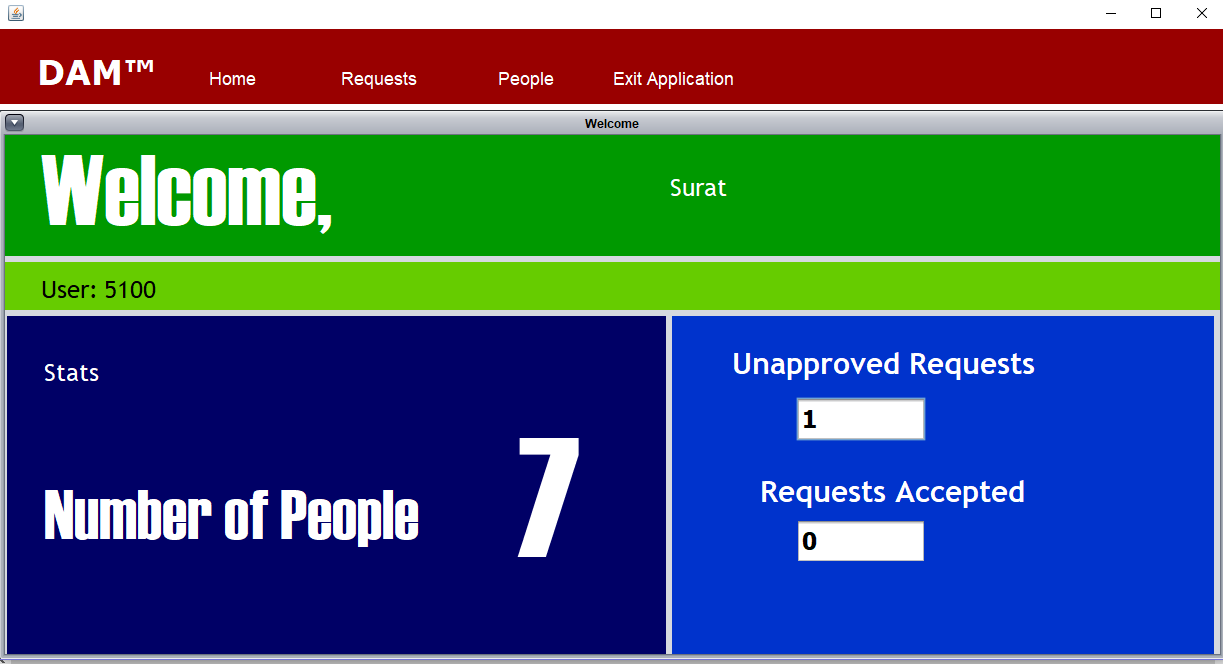 DAM™ Home Requests People Exit Application
Welcome
Welcome, Surat
User: 5100
Stats
Number of People 7
Unapproved Requests
1
Requests Accepted
0